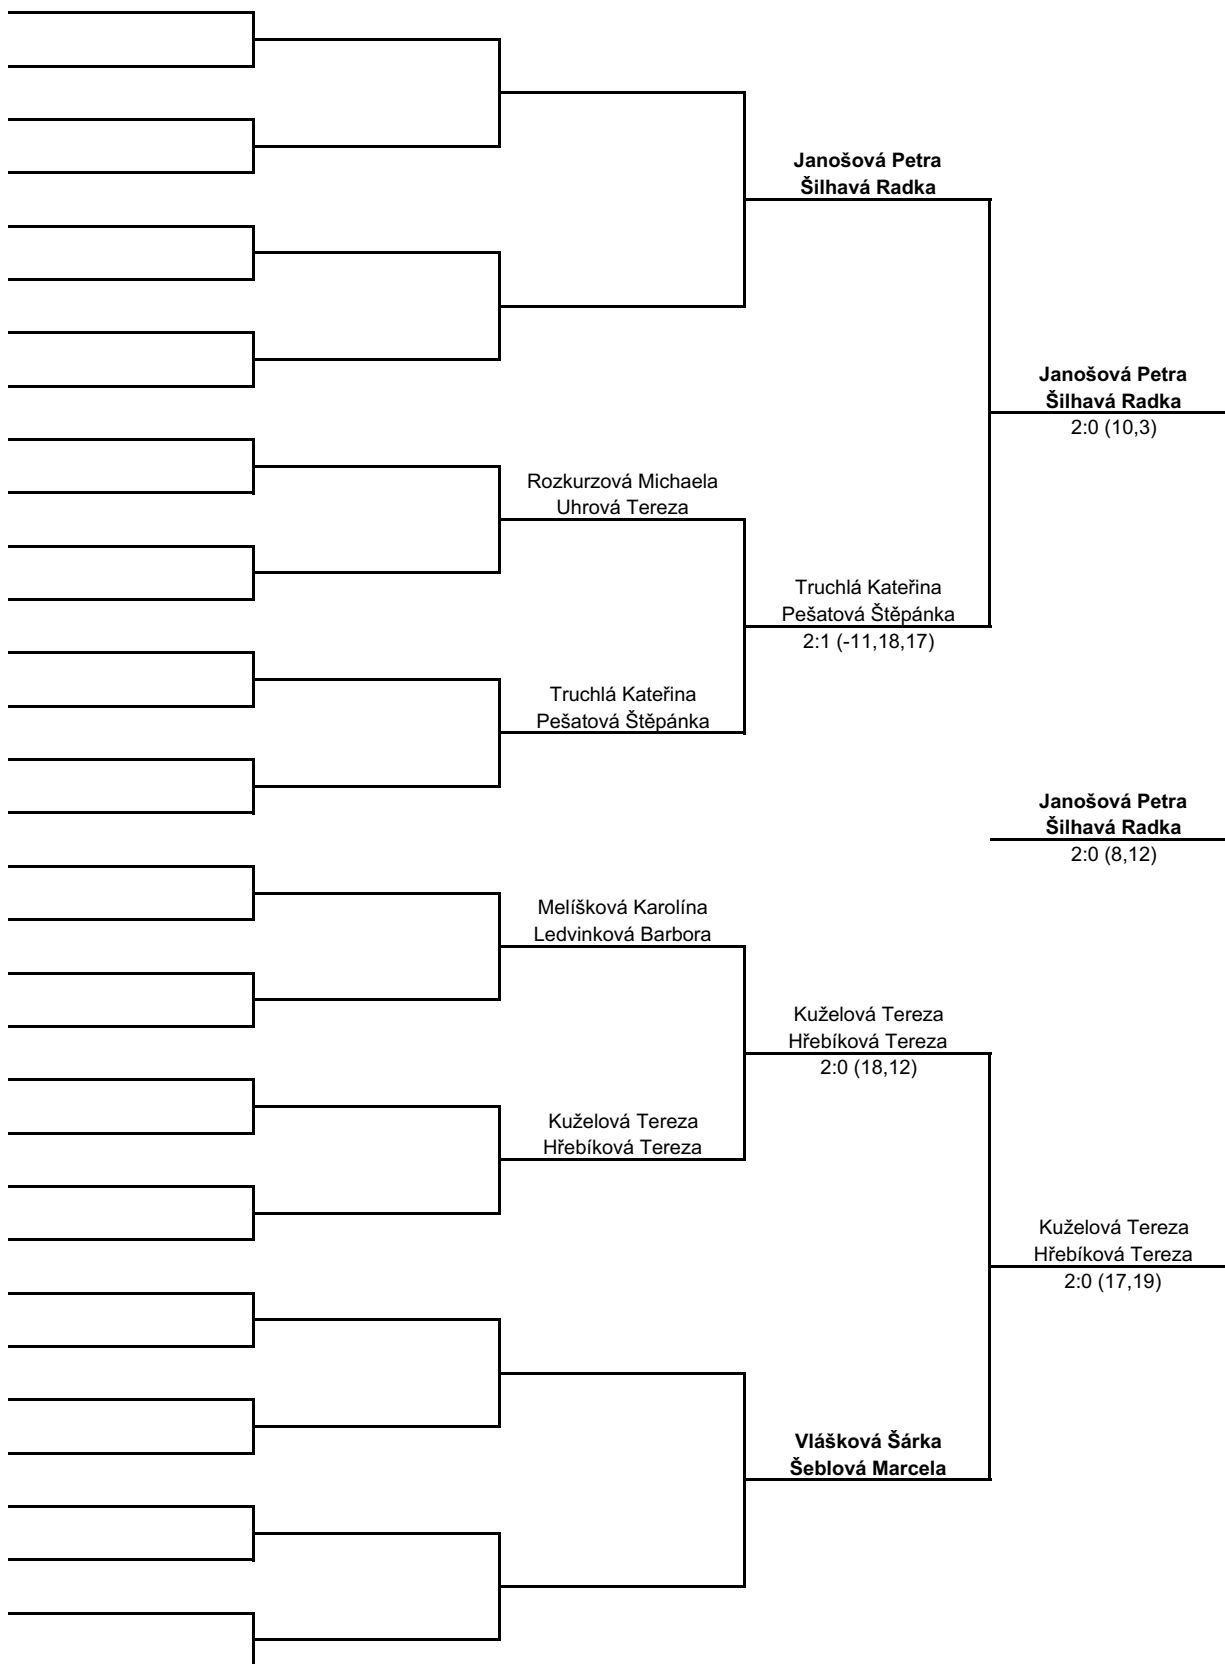 Janošová Petra
Šilhavá Radka
Janošová Petra
Šilhavá Radka
2:0 (10,3)
Rozkurzová Michaela
Uhrová Tereza
Truchlá Kateřina
Pešatová Štěpánka
2:1 (-11,18,17)
Truchlá Kateřina
Pešatová Štěpánka
Janošová Petra
Šilhavá Radka
2:0 (8,12)
Melíšková Karolína
Ledvinková Barbora
Kuželová Tereza
Hřebíková Tereza
2:0 (18,12)
Kuželová Tereza
Hřebíková Tereza
Kuželová Tereza
Hřebíková Tereza
2:0 (17,19)
Vlášková Šárka
Šeblová Marcela